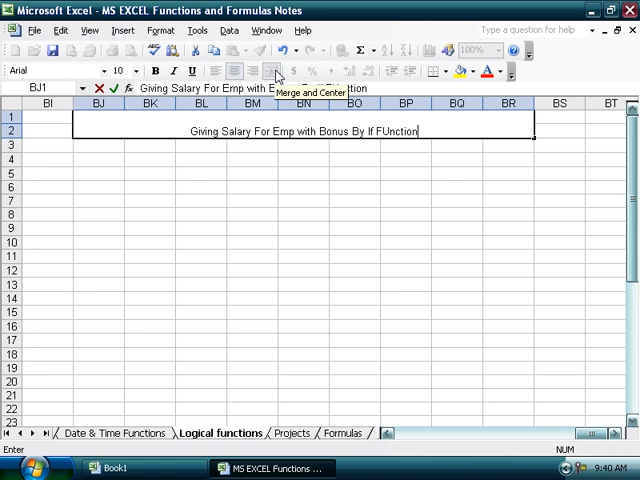 Microsoft Excel - MS EXCEL Functions and Formulas Notes
File Edit View Insert Format Tools Data Window Help Type a question for help
Σ 100%
Arial 10 B I U $ % , A
BJ1 fx Giving Salary For Emp with
Merge and Center
BI BJ BK BL BM BN BO BP BQ BR BS BT
1
2 Giving Salary For Emp with Bonus By If FUnction
3
4
5
6
7
8
9
10
11
12
13
14
15
16
17
18
19
20
21
22
23
Date & Time Functions Logical functions Projects Formulas
Enter NUM
Book1 MS EXCEL Functions ... 9:40 AM